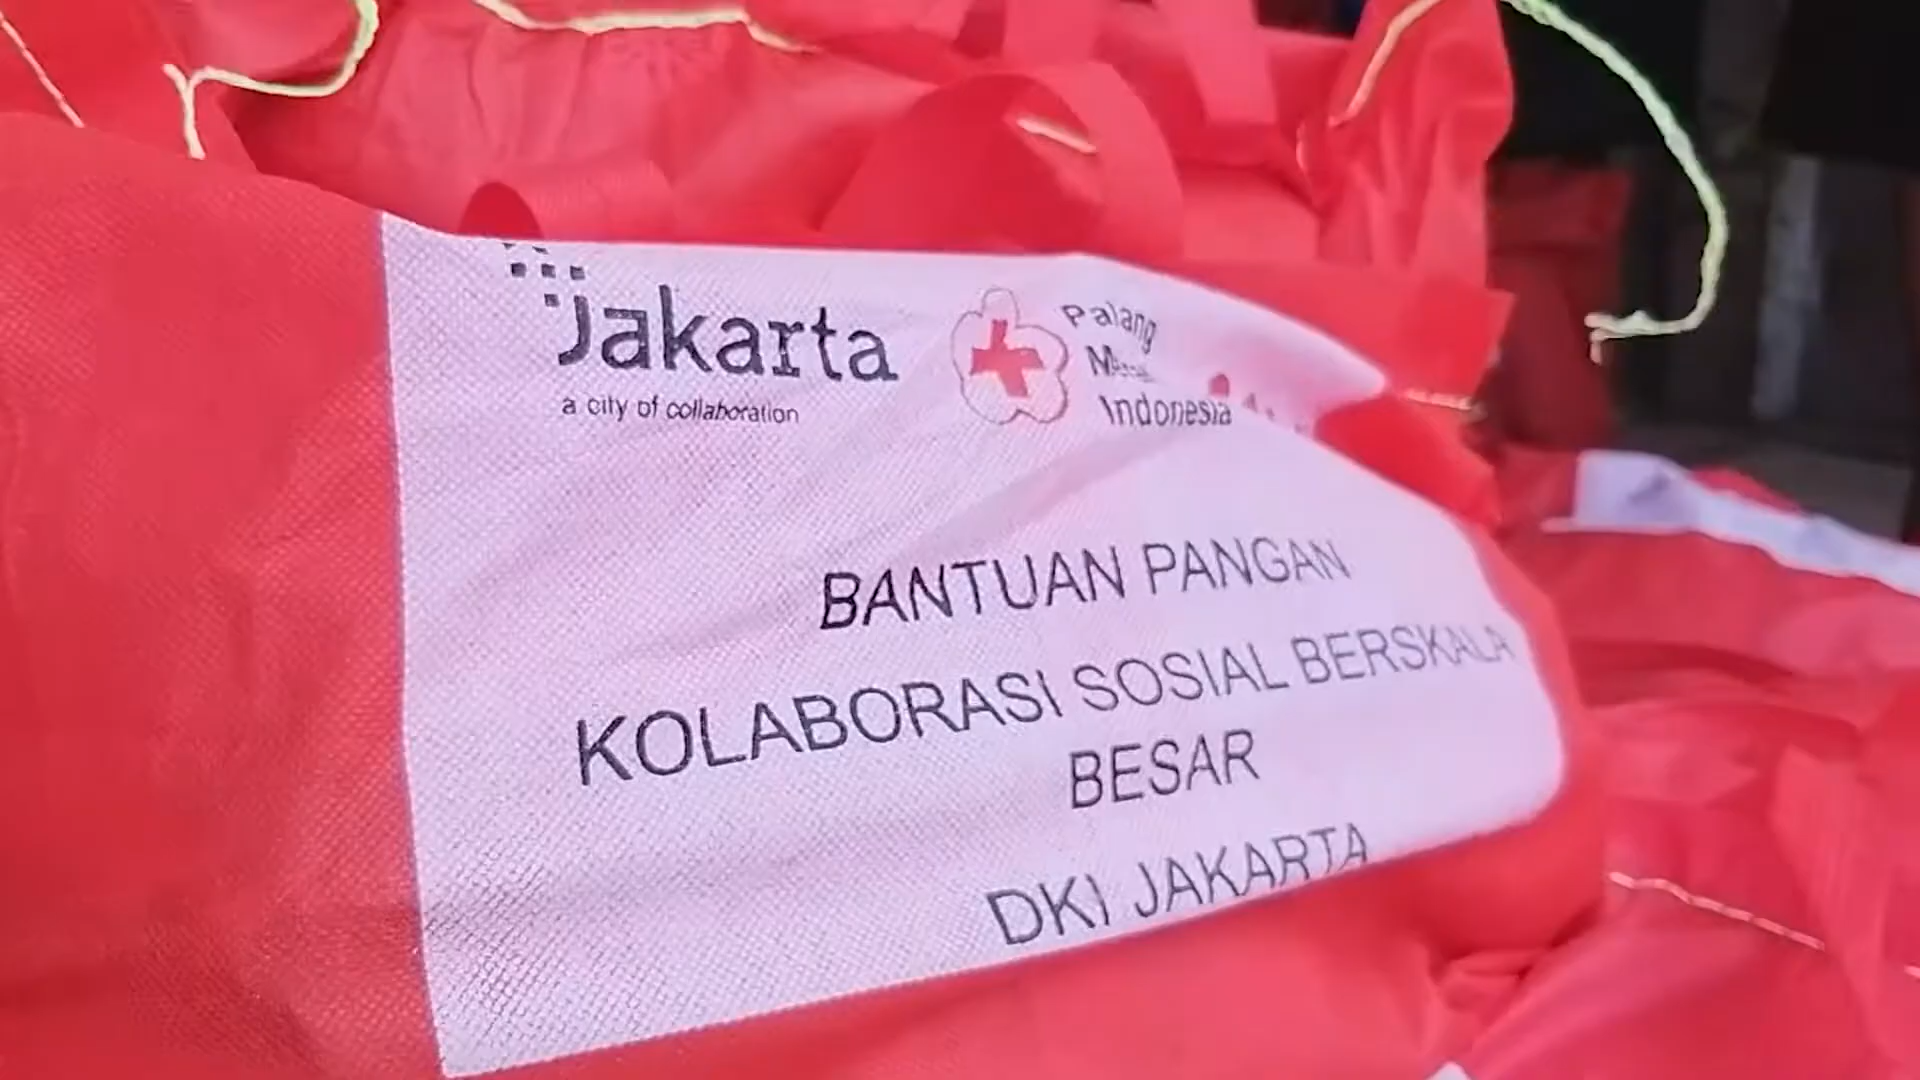 Jakarta
a city of collaboration
Palang
Indonesia
BANTUAN PANGAN
KOLABORASI SOSIAL BERSKALA
BESAR
DKI JAKARTA